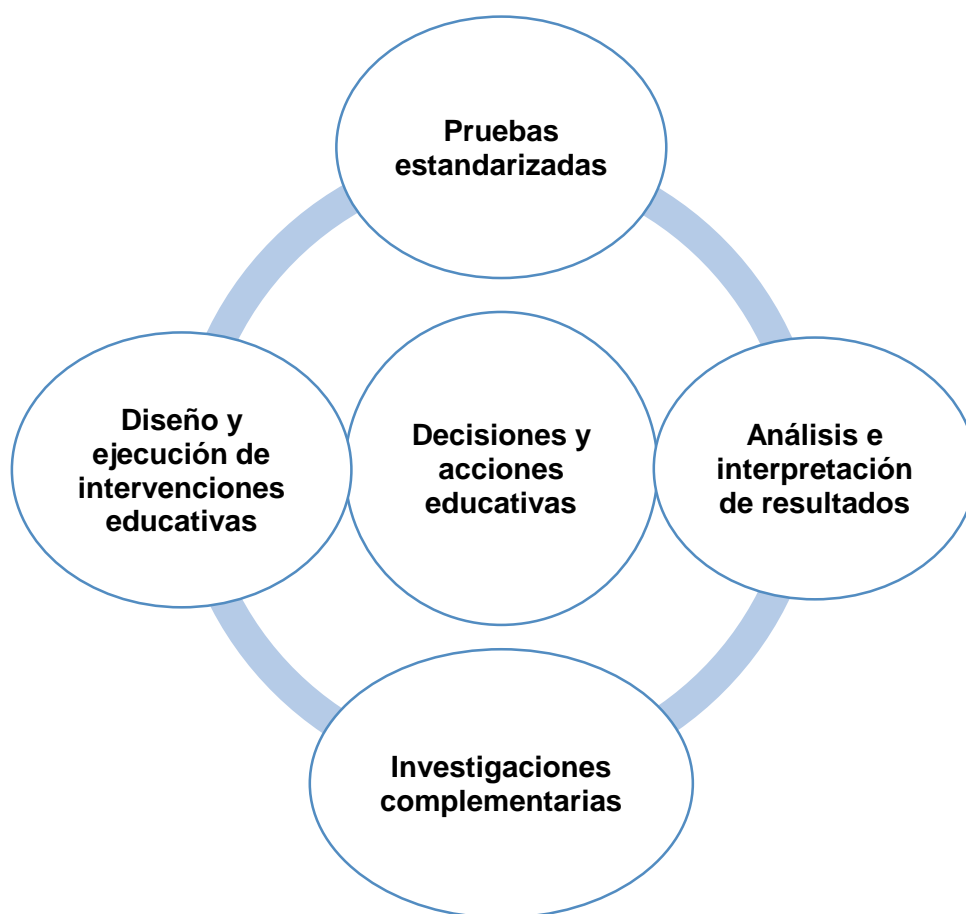 Pruebas
estandarizadas
Diseño y
ejecución de
intervenciones
educativas
Decisiones y
acciones
educativas
Análisis e
interpretación
de resultados
Investigaciones
complementarias